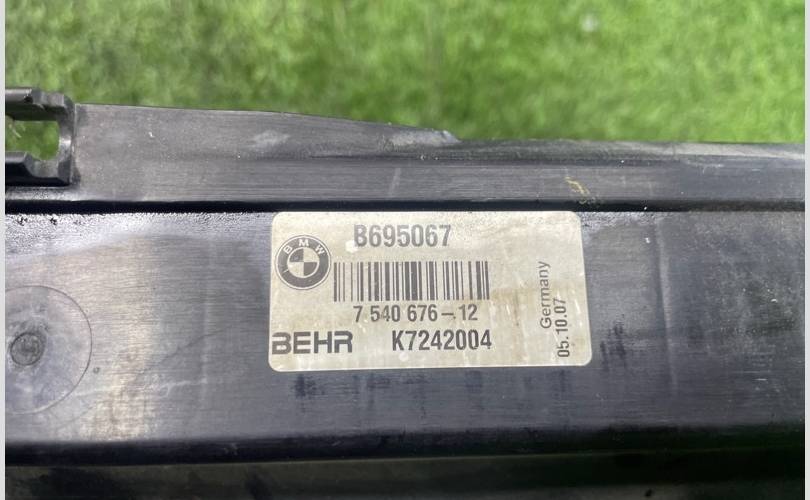 B695067
BMW
7 540 676-12
BEHR K7242004
Germany
05.10.07